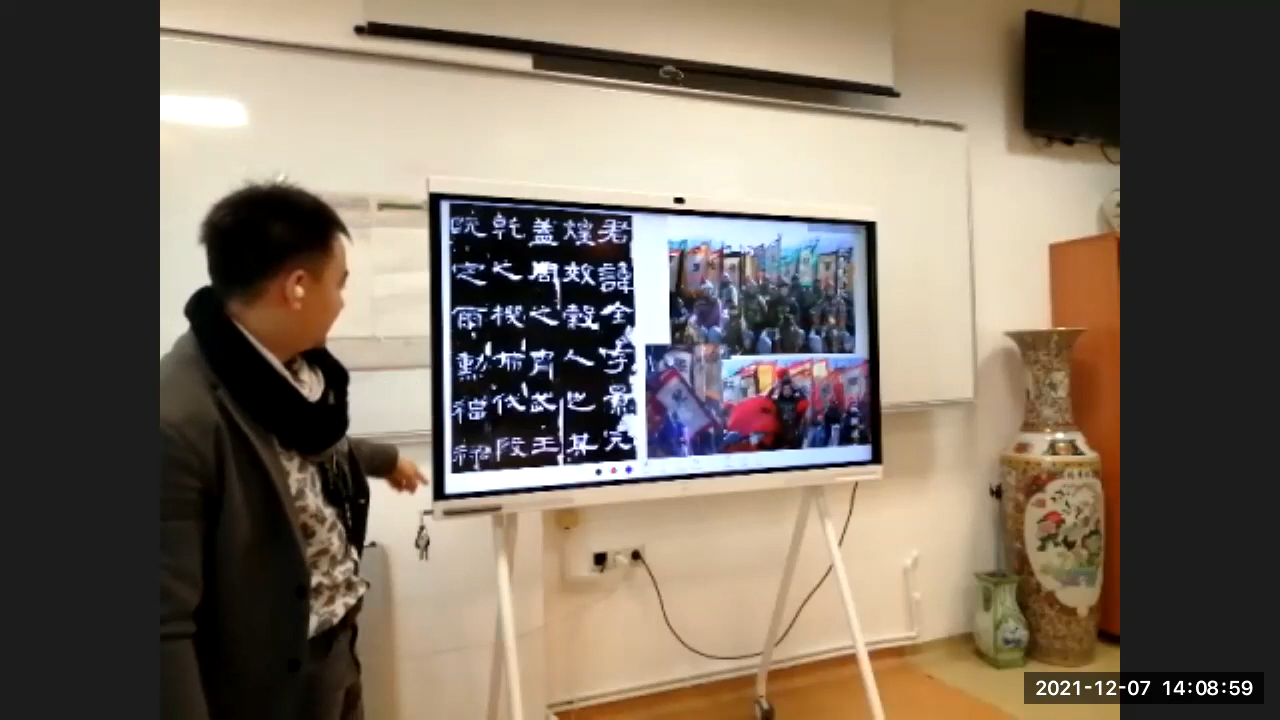 君諱全字景完
煌效穀人也其
蓋周之胄武王
乾之機翦伐殷
既定爾勳福祿
2021-12-07 14:08:59